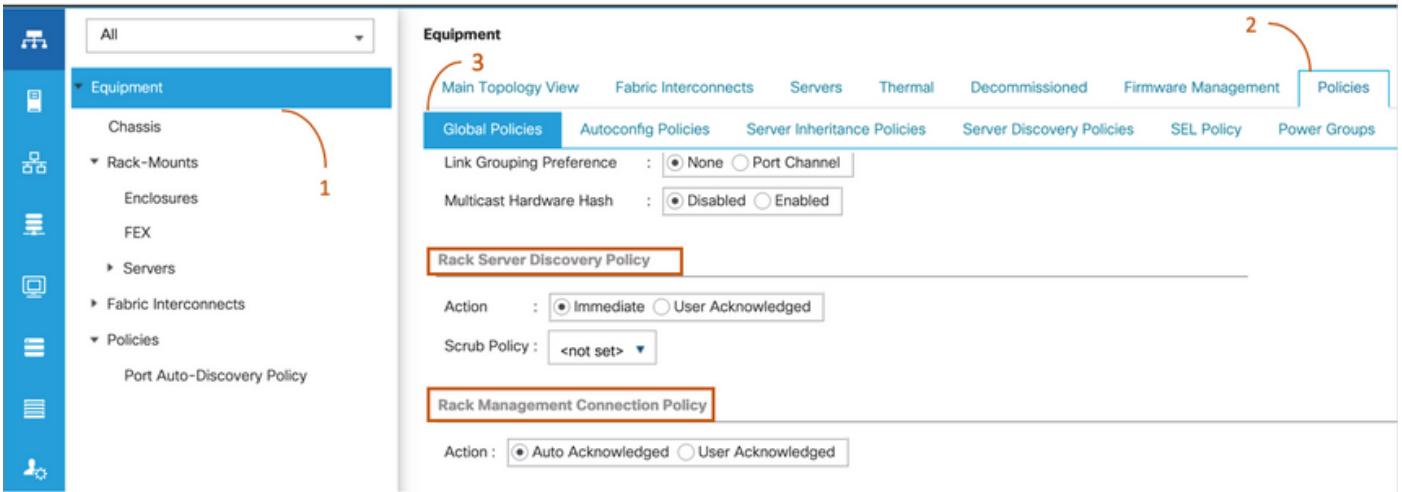 All
Equipment
Chassis
Rack-Mounts
Enclosures
FEX
Servers
Fabric Interconnects
Policies
Port Auto-Discovery Policy
1
Equipment
2
3
Main Topology View Fabric Interconnects Servers Thermal Decommissioned Firmware Management Policies
Global Policies Autoconfig Policies Server Inheritance Policies Server Discovery Policies SEL Policy Power Groups
Link Grouping Preference : None Port Channel
Multicast Hardware Hash : Disabled Enabled
Rack Server Discovery Policy
Action : Immediate User Acknowledged
Scrub Policy : <not set>
Rack Management Connection Policy
Action : Auto Acknowledged User Acknowledged